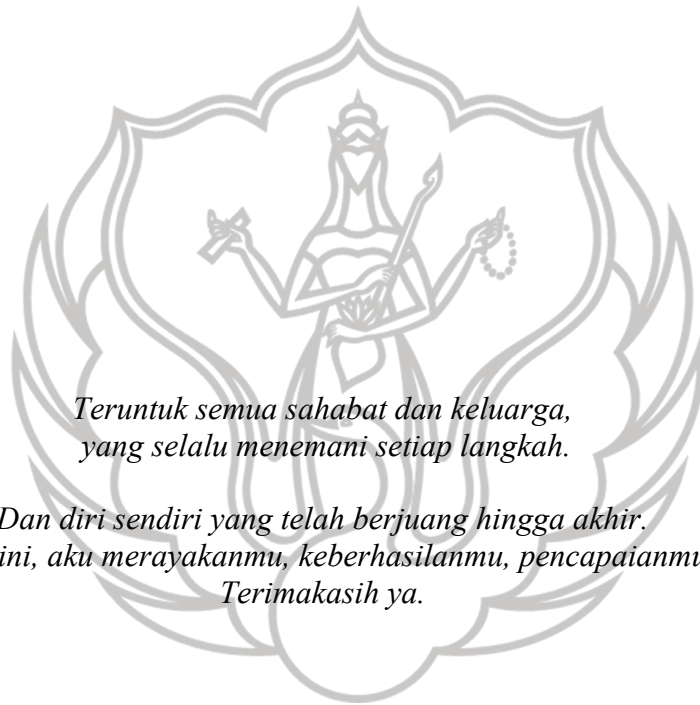 Teruntuk semua sahabat dan keluarga,
yang selalu menemani setiap langkah.
Dan diri sendiri yang telah berjuang hingga akhir.
ini, aku merayakanmu, keberhasilanmu, pencapaianmu
Terimakasih ya.